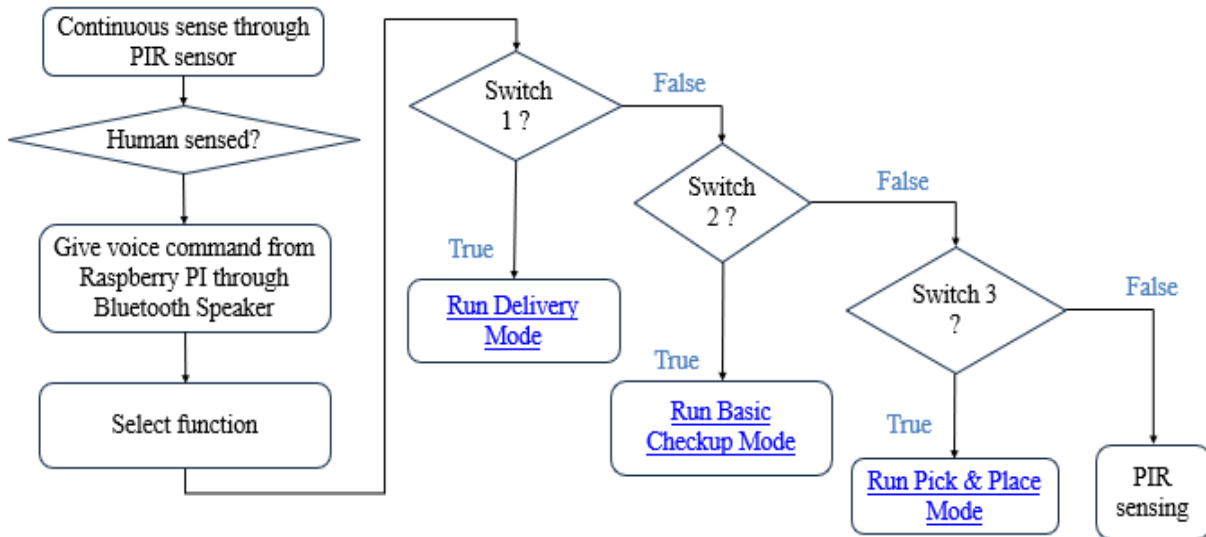 Continuous sense through
PIR sensor
Human sensed?
Give voice command from
Raspberry PI through
Bluetooth Speaker
Select function
Switch
1 ?
False
True
Run Delivery
Mode
Switch
2 ?
False
True
Run Basic
Checkup Mode
Switch 3
?
False
True
Run Pick & Place
Mode
PIR
sensing